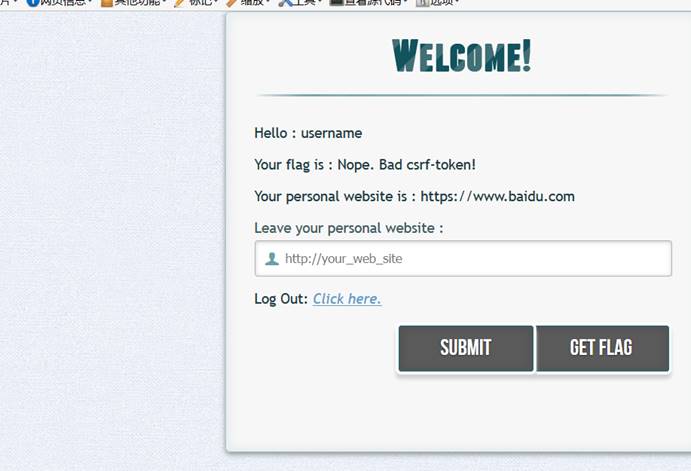 片 网页信息 其他功能 标记 缩放 工具 查看源代码 选项
WELCOME!
Hello : username
Your flag is : Nope. Bad csrf-token!
Your personal website is : https://www.baidu.com
Leave your personal website :
http://your_web_site
Log Out: Click here.
SUBMIT GET FLAG